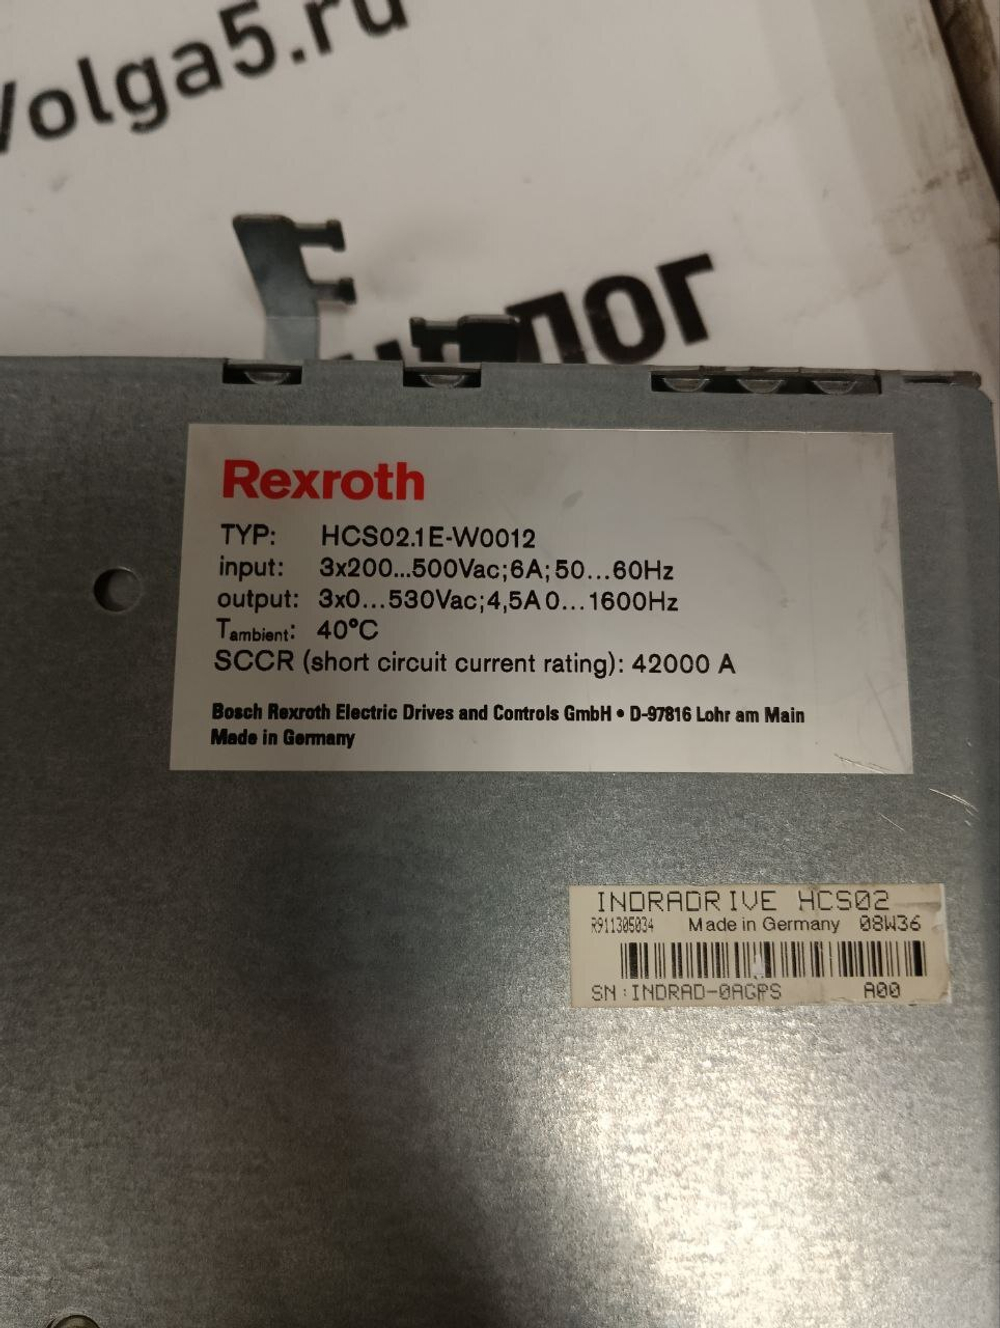 Volga5.ru
лог
Rexroth
TYP: HCS02.1E-W0012
input: 3x200...500Vac;6A;50...60Hz
output: 3x0...530Vac;4,5A 0...1600Hz
Tambient: 40°C
SCCR (short circuit current rating): 42000 A
Bosch Rexroth Electric Drives and Controls GmbH • D-97816 Lohr am Main
Made in Germany
INDRADRIVE HCS02
R911305034 Made in Germany 08W36
SN:INDRAD-0AGPS A00